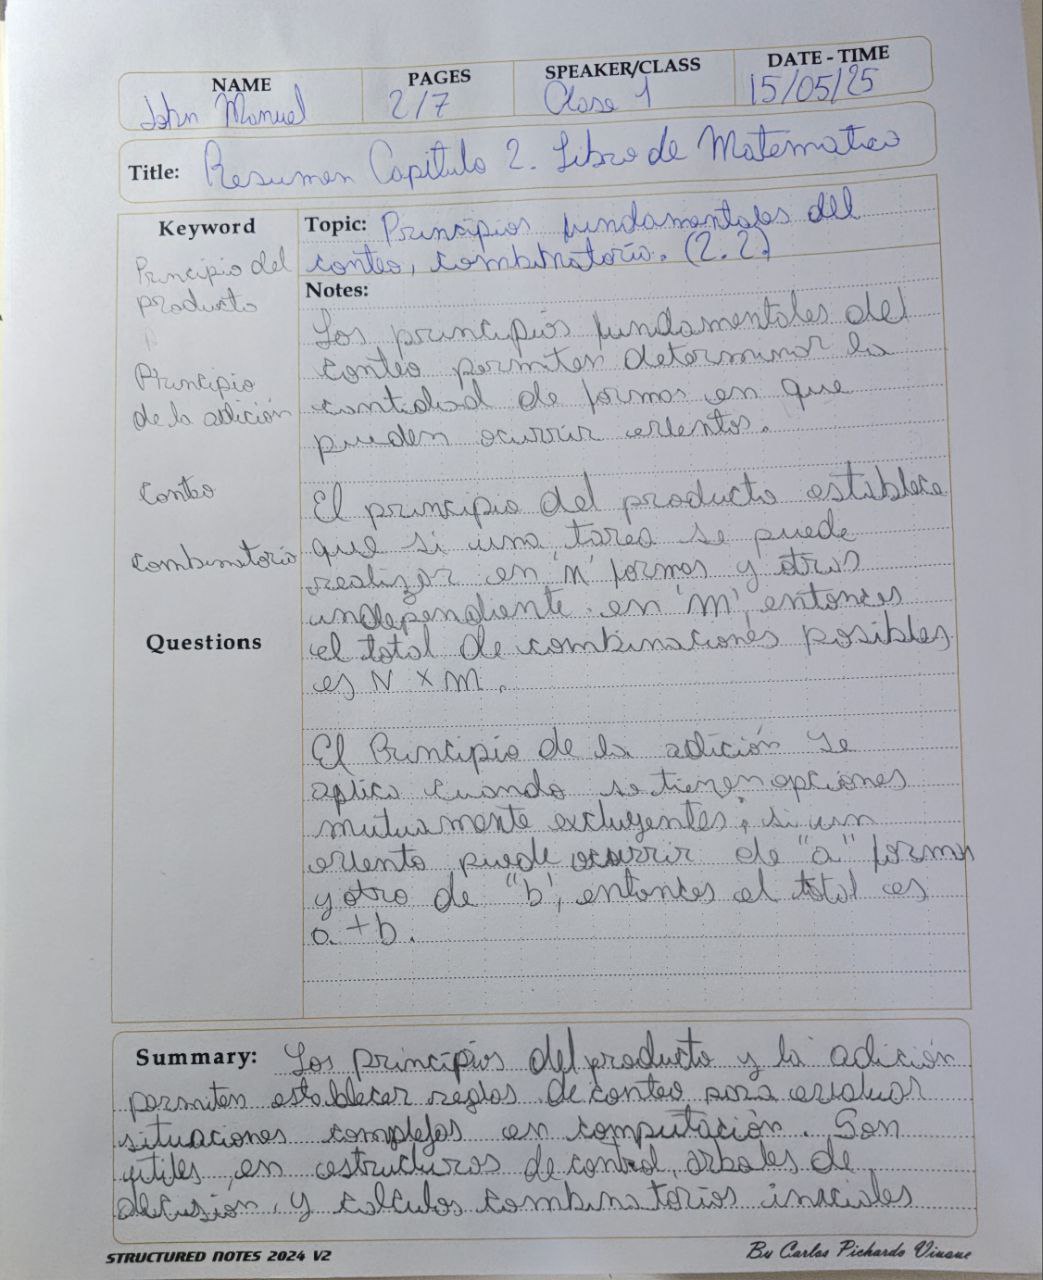 NAME PAGES SPEAKER/CLASS DATE - TIME
John Manuel 2/7 Clase 1 15/05/25
Title: Resumen Capitulo 2. Libro de Matematica
Keyword
Principio del
producto
Principio
de la adición
Conteo
Combinatoria
Questions
Topic: Principios fundamentales del
conteo, combinatoria. (2.2)
Notes:
Los principios fundamentales del
conteo permiten determinar la
cantidad de formas en que
pueden ocurrir eventos.
El principio del producto establece
que si una tarea se puede
realizar en 'n' formas y otras
independiente en 'm', entonces
el total de combinaciones posibles
es N x m.
El Principio de la adición se
aplica cuando se tienen opciones
mutuamente excluyentes; si un
evento puede ocurrir de "a" formas
y otro de "b', entonces el total es
a + b.
Summary: Los principios del producto y la adición
permiten establecer reglas de conteo para evaluar
situaciones complejas en computación. Son
útiles en estructuras de control, árboles de
decisión, y calculos combinatorios iniciales
STRUCTURED NOTES 2024 V2 By Carlos Pichardo Viuque